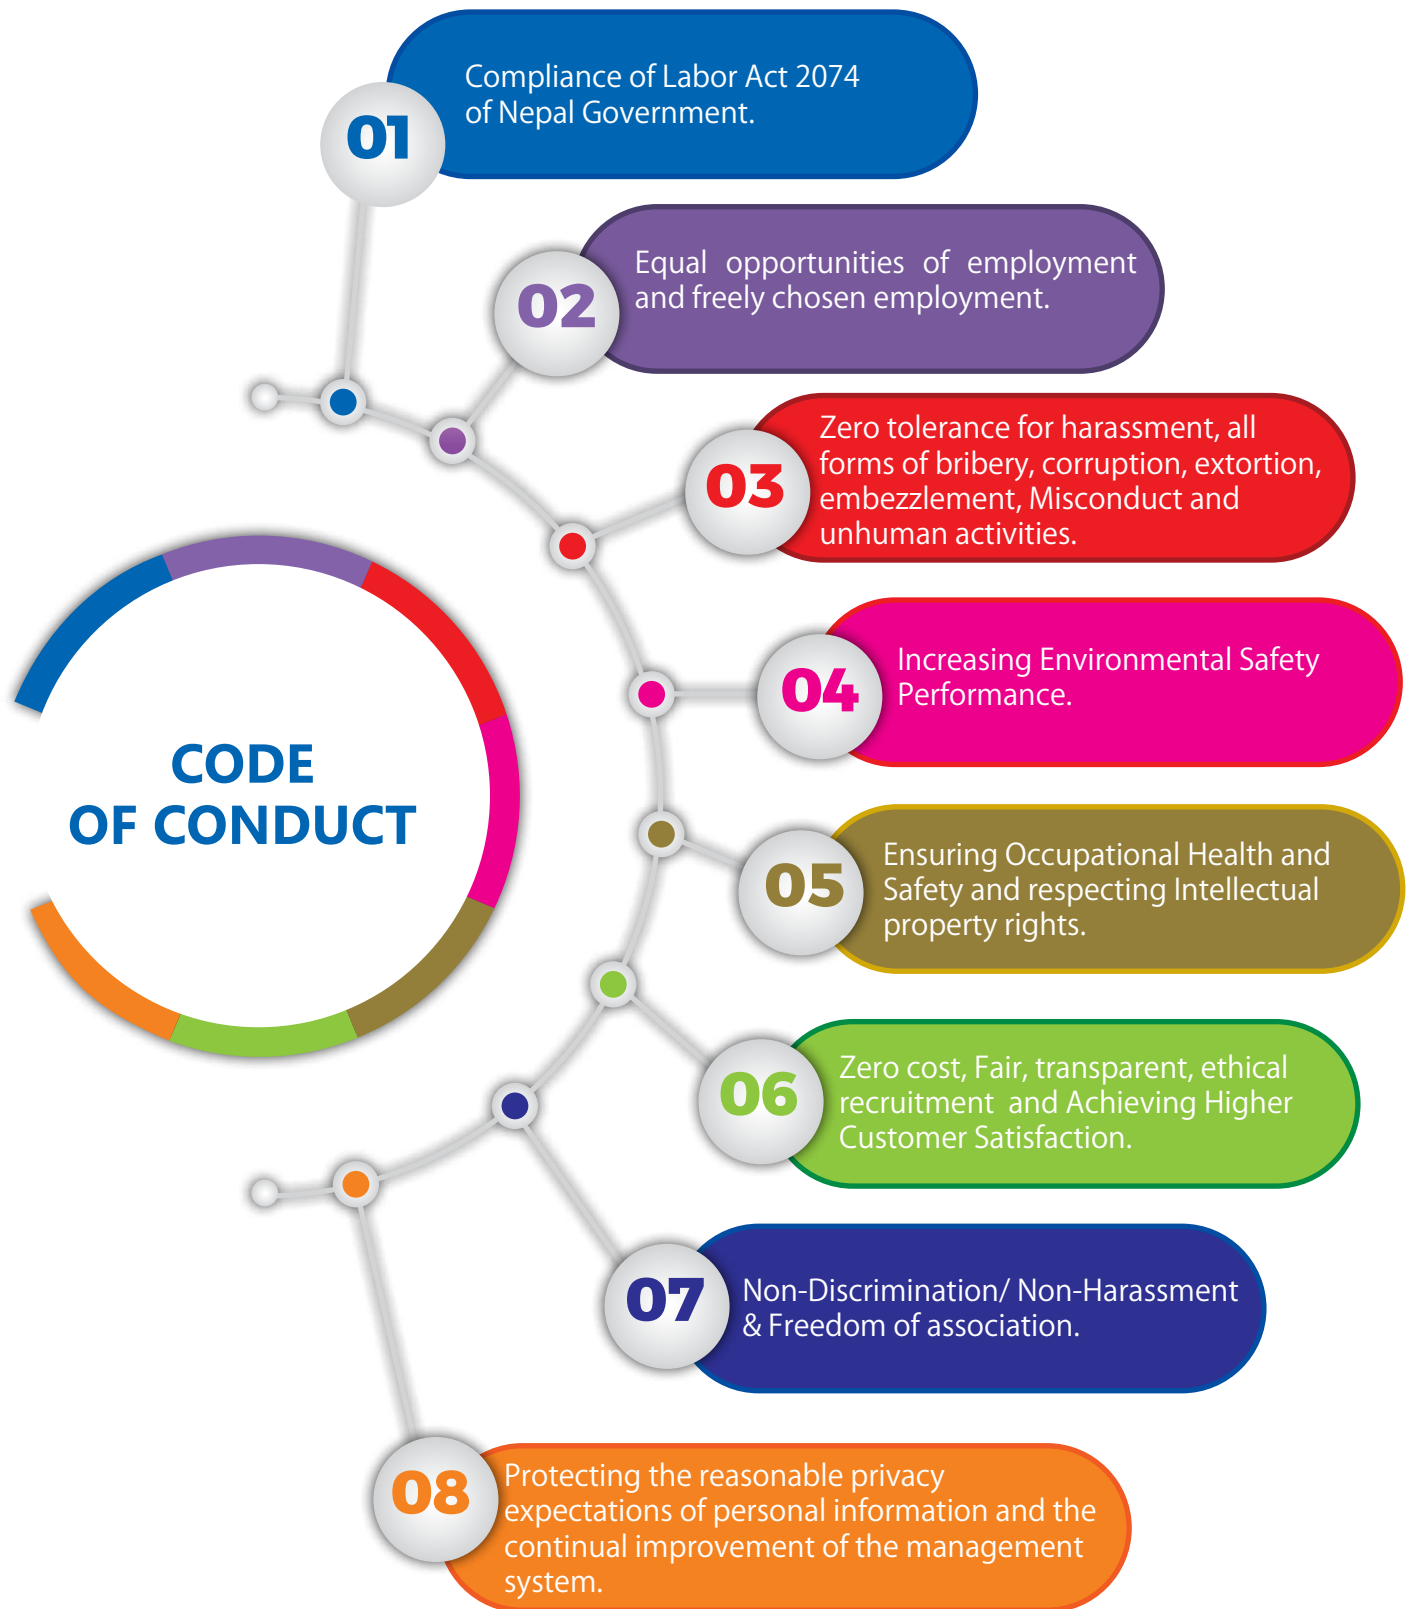 01
Compliance of Labor Act 2074
of Nepal Government.
02
Equal opportunities of employment
and freely chosen employment.
03
Zero tolerance for harassment, all
forms of bribery, corruption, extortion,
embezzlement, Misconduct and
unhuman activities.
04
Increasing Environmental Safety
Performance.
CODE
OF CONDUCT
05
Ensuring Occupational Health and
Safety and respecting Intellectual
property rights.
06
Zero cost, Fair, transparent, ethical
recruitment and Achieving Higher
Customer Satisfaction.
07
Non-Discrimination/ Non-Harassment
& Freedom of association.
08
Protecting the reasonable privacy
expectations of personal information and the
continual improvement of the management
system.